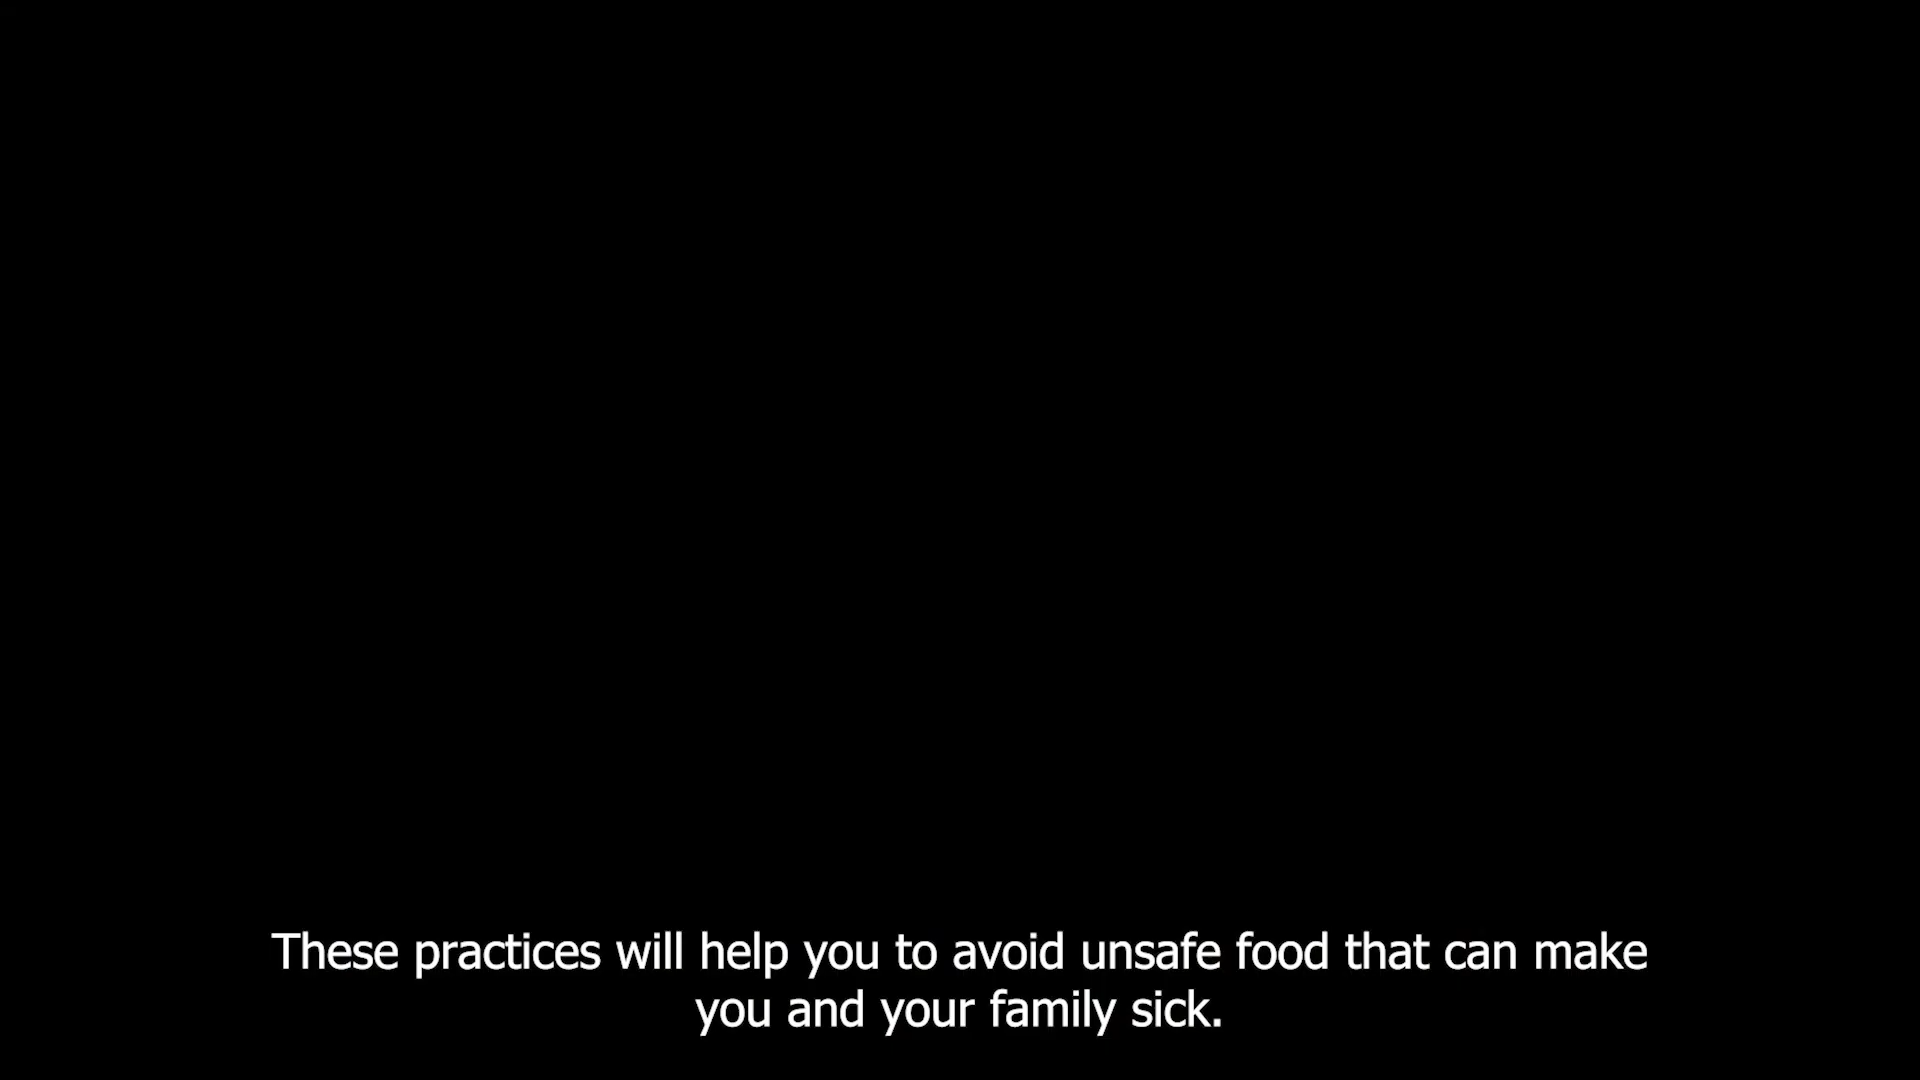 These practices will help you to avoid unsafe food that can make
you and your family sick.